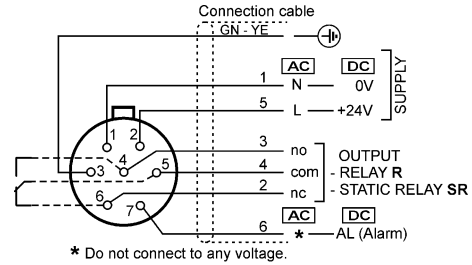 Connection cable
GN - YE
AC DC
1 N 0V
5 L +24V
SUPPLY
1 2
3 4 5
6 7
3 no
4 com
2 nc
OUTPUT
- RELAY R
- STATIC RELAY SR
AC DC
6 * AL (Alarm)
* Do not connect to any voltage.